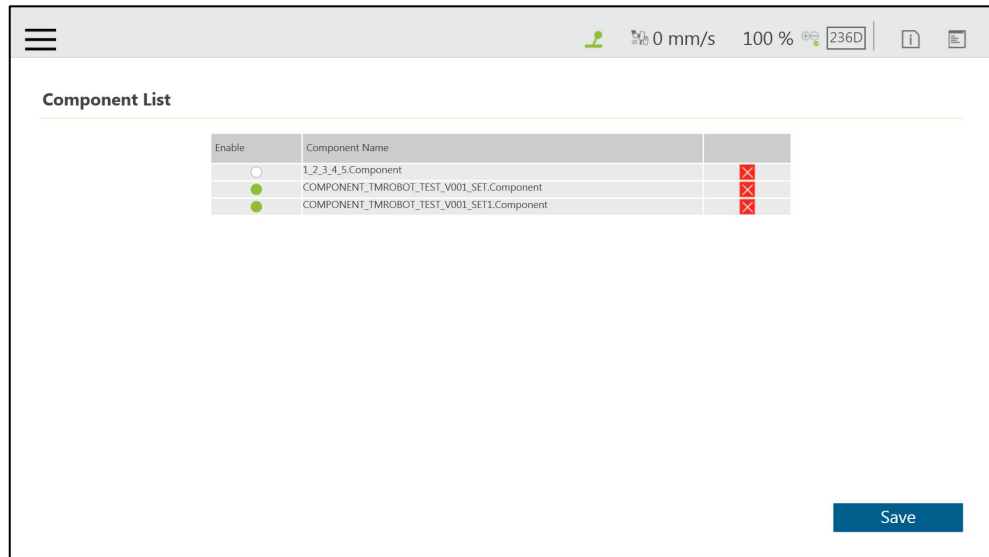 0 mm/s 100 % 236D
Component List
Enable Component Name
1_2_3_4_5.Component
COMPONENT_TMROBOT_TEST_V001_SET.Component
COMPONENT_TMROBOT_TEST_V001_SET1.Component
Save